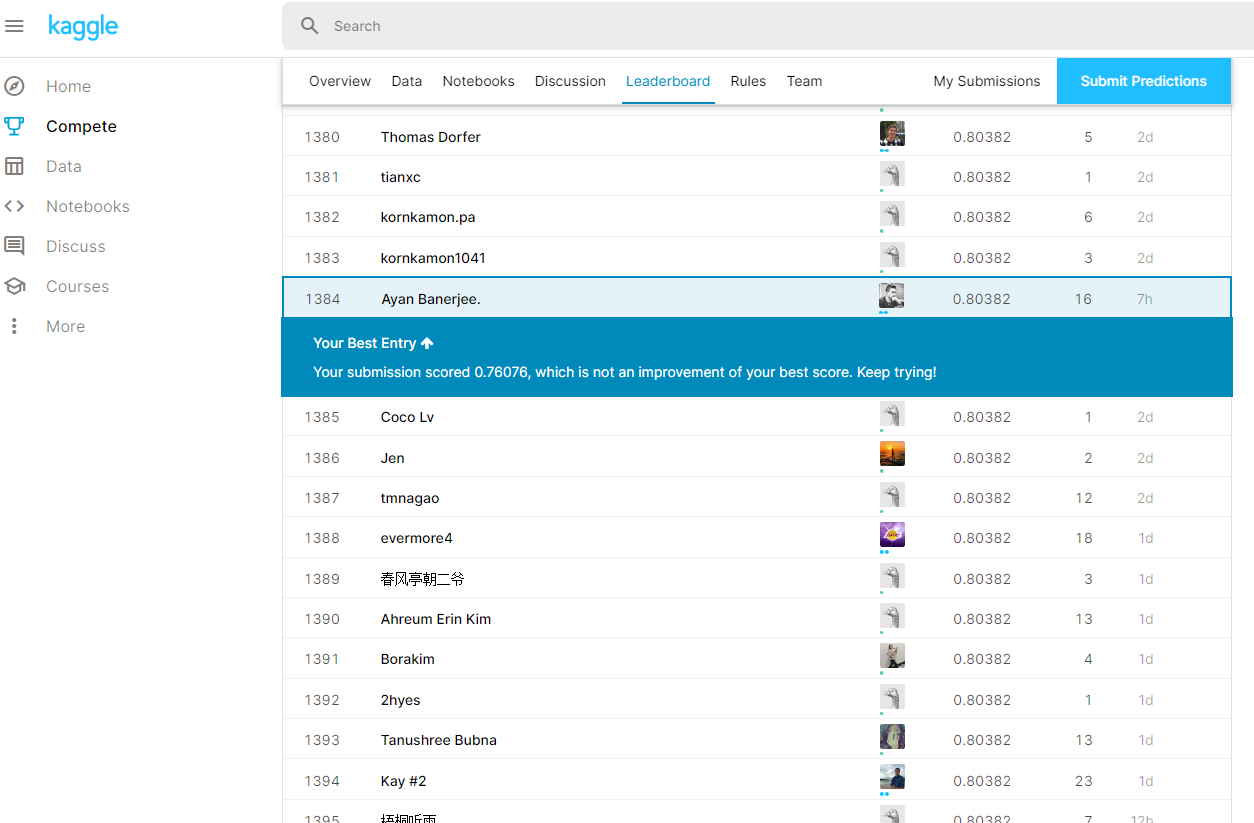 kaggle
Search
Home
Compete
Data
Notebooks
Discuss
Courses
More
Overview Data Notebooks Discussion Leaderboard Rules Team My Submissions Submit Predictions
1380 Thomas Dorfer 0.80382 5 2d
1381 tianxc 0.80382 1 2d
1382 kornkamon.pa 0.80382 6 2d
1383 kornkamon1041 0.80382 3 2d
1384 Ayan Banerjee. 0.80382 16 7h
Your Best Entry
Your submission scored 0.76076, which is not an improvement of your best score. Keep trying!
1385 Coco Lv 0.80382 1 2d
1386 Jen 0.80382 2 2d
1387 tmnagao 0.80382 12 2d
1388 evermore4 0.80382 18 1d
1389 春风亭朝二爷 0.80382 3 1d
1390 Ahreum Erin Kim 0.80382 13 1d
1391 Borakim 0.80382 4 1d
1392 2hyes 0.80382 1 1d
1393 Tanushree Bubna 0.80382 13 1d
1394 Kay #2 0.80382 23 1d
1395 梧桐听雨 0.80382 7 12h